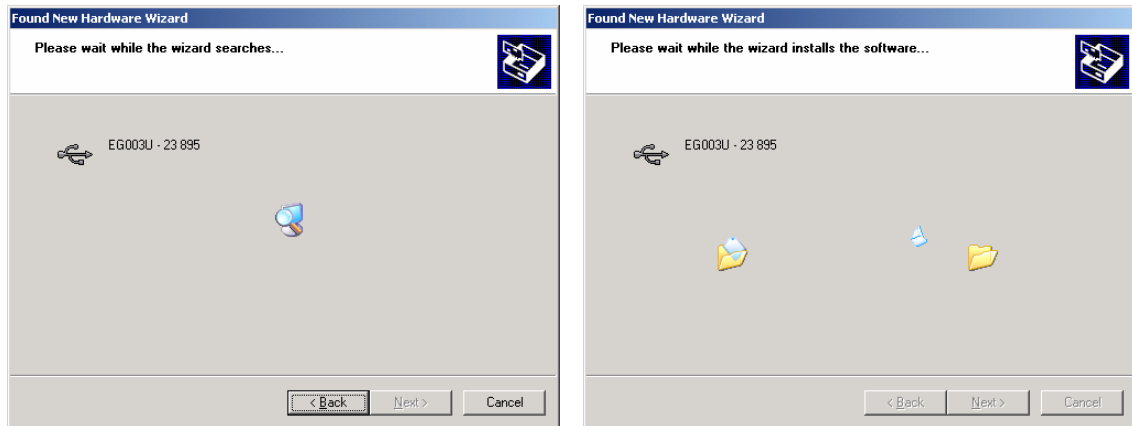 Found New Hardware Wizard
Please wait while the wizard searches...
EG003U - 23 895
< Back
Next >
Cancel
Found New Hardware Wizard
Please wait while the wizard installs the software...
EG003U - 23 895
< Back
Next >
Cancel